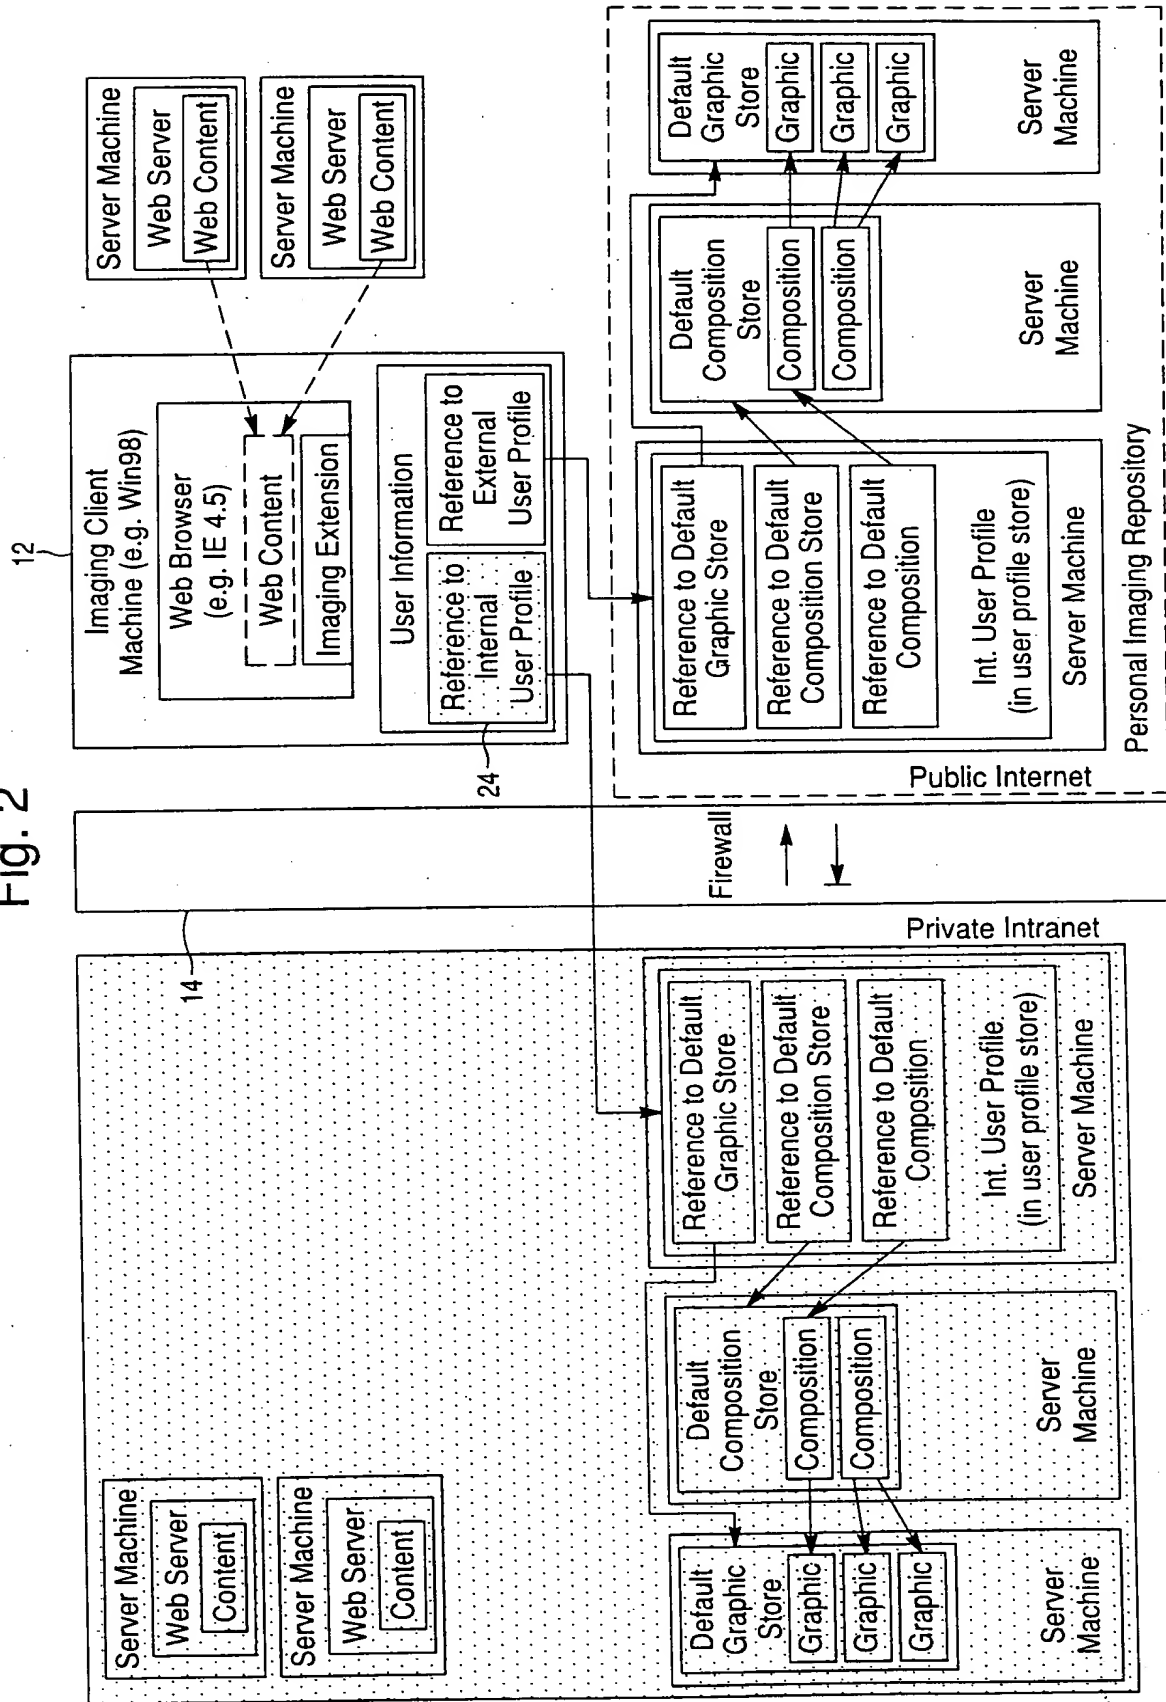 Fig. 2
Server Machine
Web Server
Content
Server Machine
Web Server
Content
14
12
Imaging Client
Machine (e.g. Win98)
Web Browser
(e.g. IE 4.5)
Web Content
Imaging Extension
User Information
Reference to
Internal
User Profile
Reference to
External
User Profile
24
Server Machine
Web Server
Web Content
Server Machine
Web Server
Web Content
Default
Graphic
Store
Graphic
Graphic
Graphic
Server
Machine
Default
Composition
Store
Composition
Composition
Server
Machine
Reference to Default
Graphic Store
Reference to Default
Composition Store
Reference to Default
Composition
Int. User Profile
(in user profile store)
Server Machine
Private Intranet
Firewall
Public Internet
Reference to Default
Graphic Store
Reference to Default
Composition Store
Reference to Default
Composition
Int. User Profile
(in user profile store)
Server Machine
Default
Composition
Store
Composition
Composition
Server
Machine
Default
Graphic
Store
Graphic
Graphic
Graphic
Server
Machine
Personal Imaging Repository